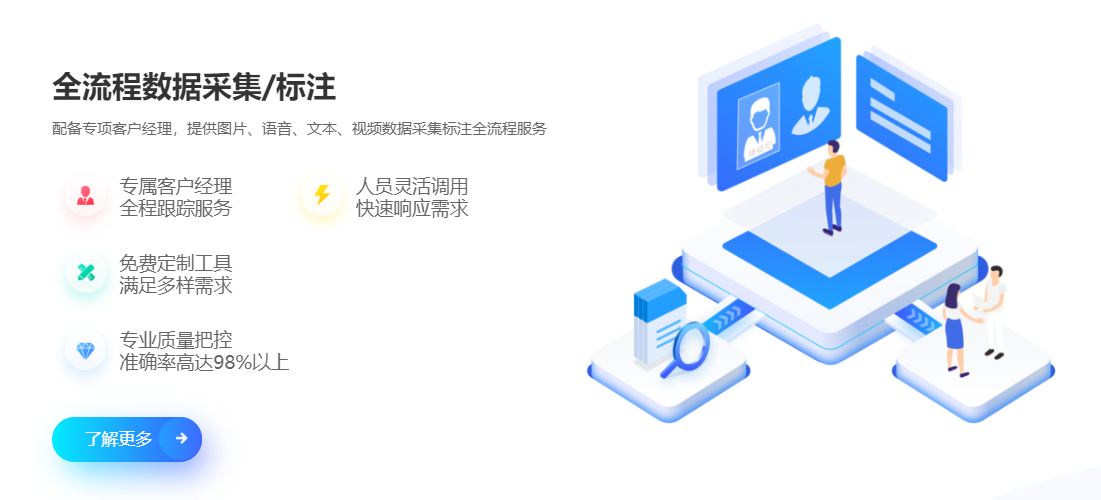 全流程数据采集/标注
配备专项客户经理，提供图片、语音、文本、视频数据采集标注全流程服务
专属客户经理
全程跟踪服务
人员灵活调用
快速响应需求
免费定制工具
满足多样需求
专业质量把控
准确率高达98%以上
了解更多